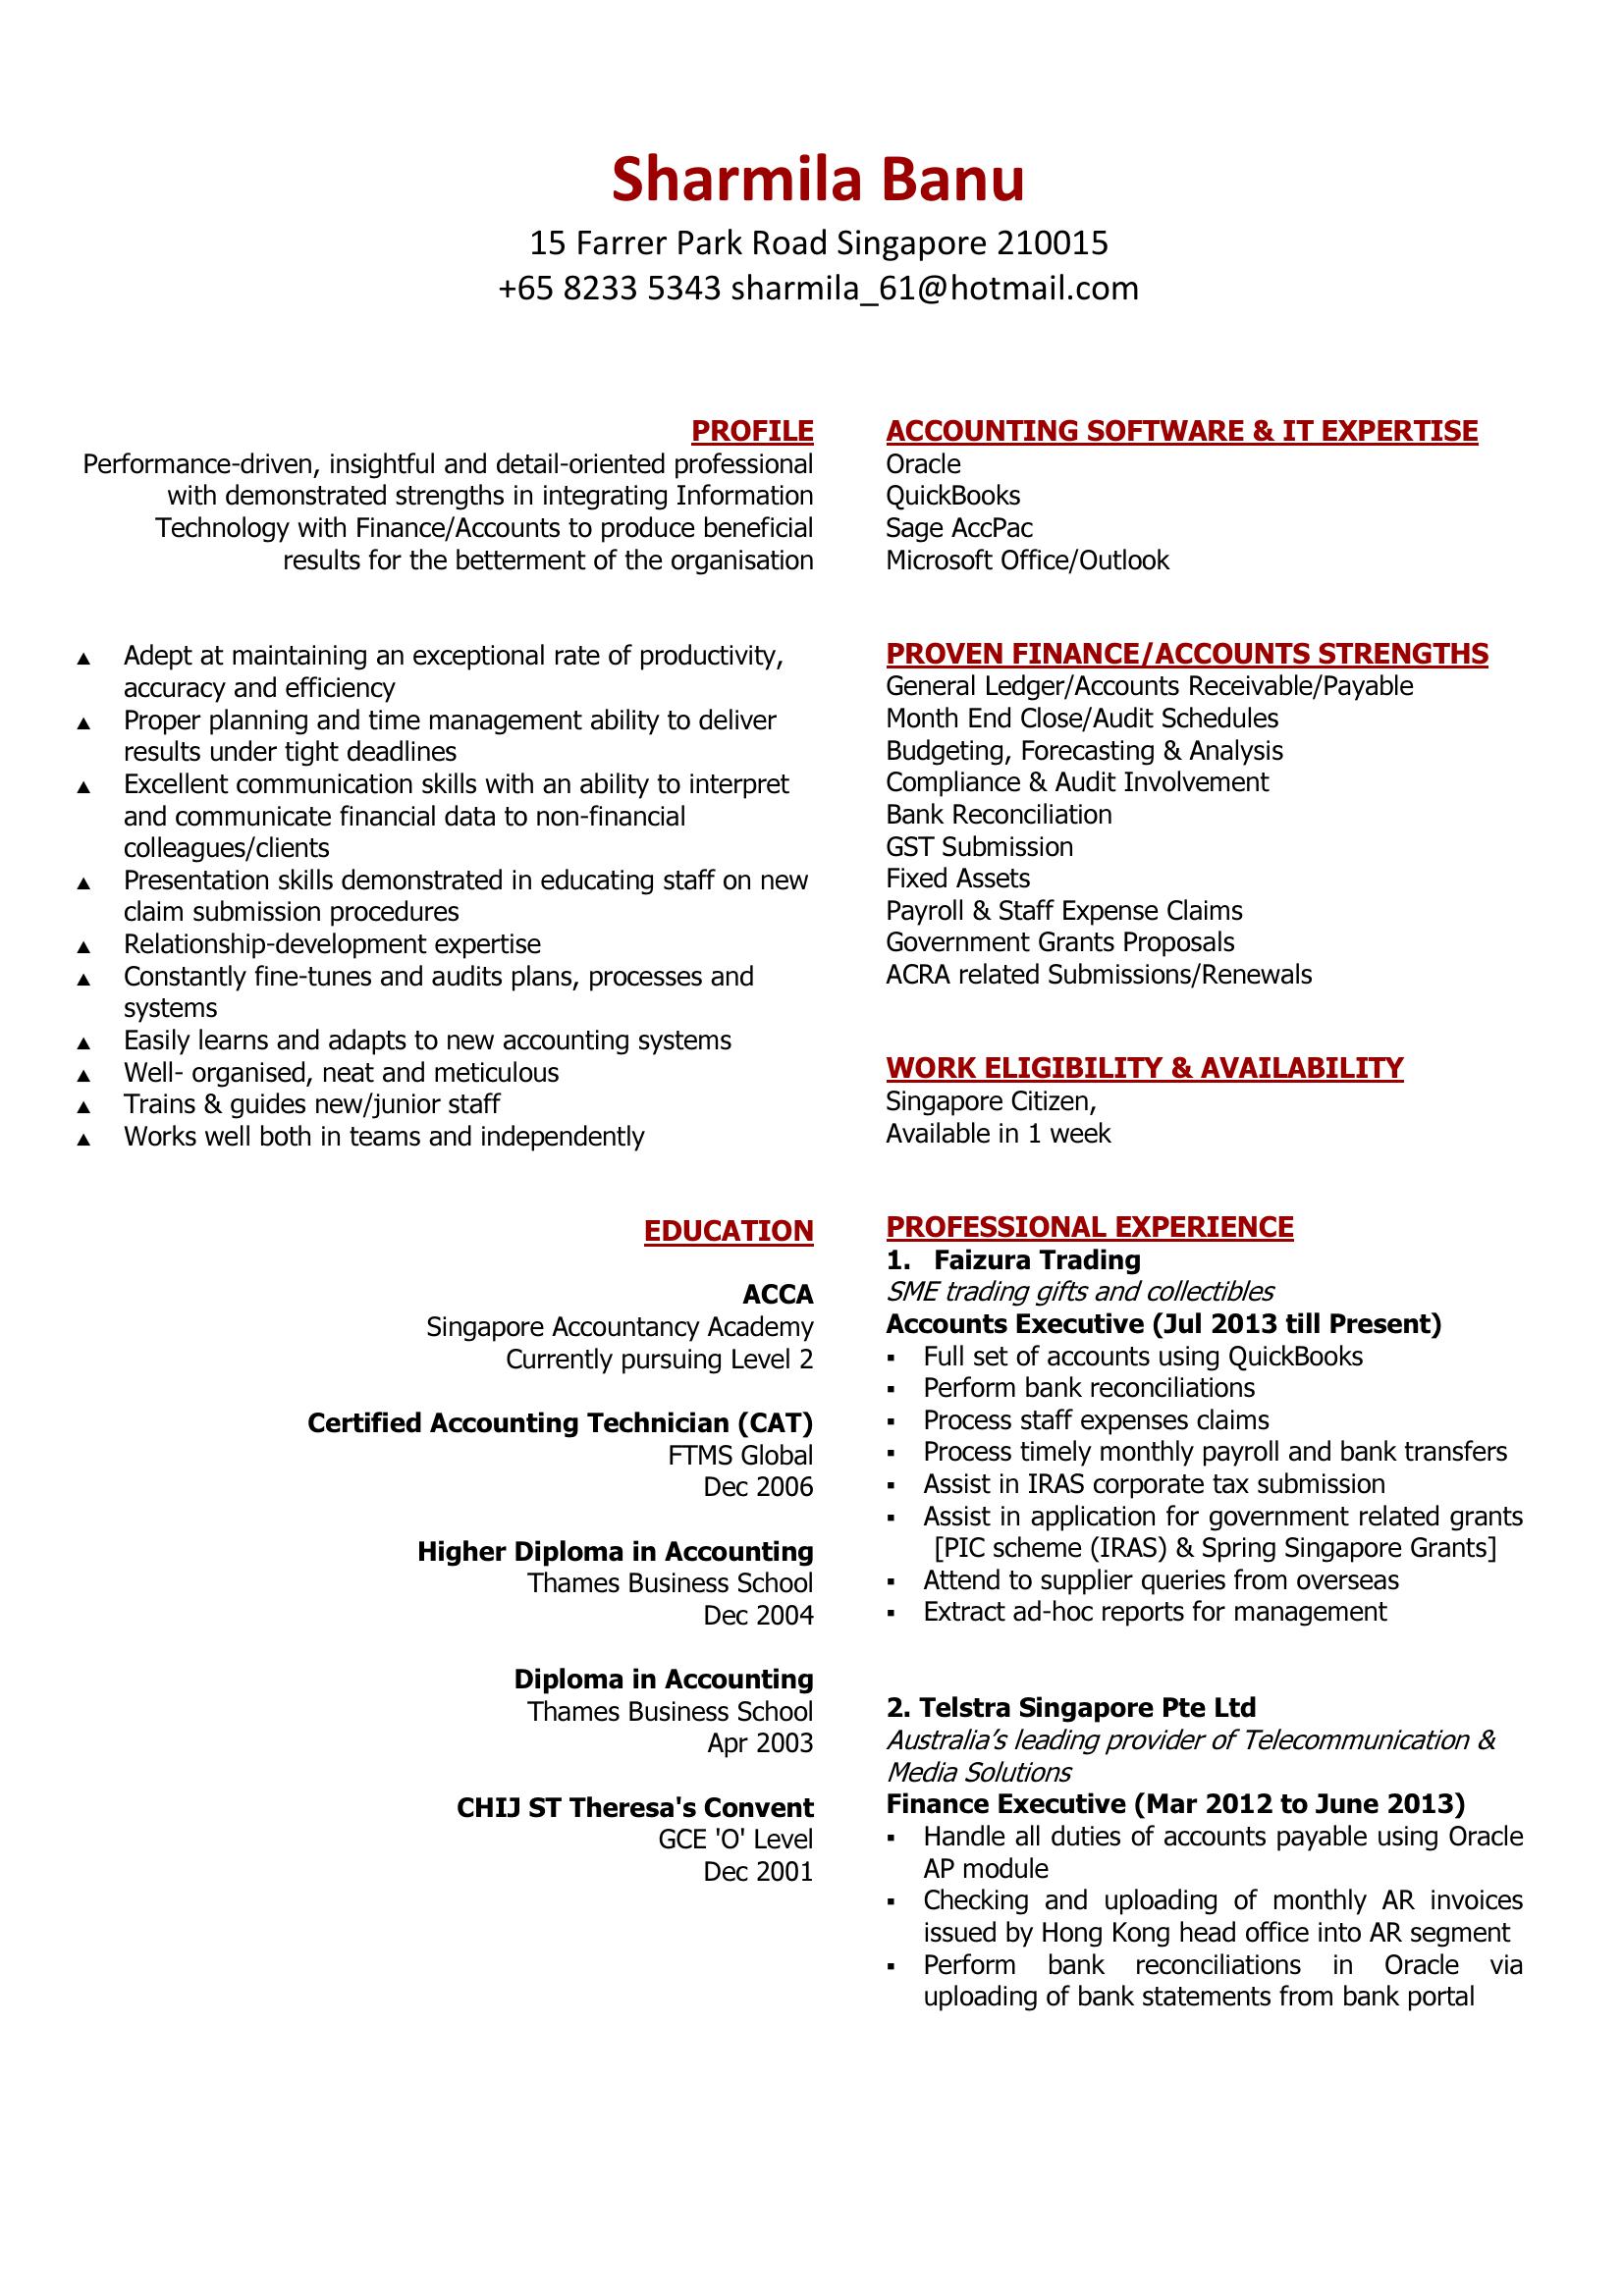 Sharmila Banu
15 Farrer Park Road Singapore 210015
+65 8233 5343 sharmila_61@hotmail.com
PROFILE
Performance-driven, insightful and detail-oriented professional
with demonstrated strengths in integrating Information
Technology with Finance/Accounts to produce beneficial
results for the betterment of the organisation
▲ Adept at maintaining an exceptional rate of productivity,
accuracy and efficiency
▲ Proper planning and time management ability to deliver
results under tight deadlines
▲ Excellent communication skills with an ability to interpret
and communicate financial data to non-financial
colleagues/clients
▲ Presentation skills demonstrated in educating staff on new
claim submission procedures
▲ Relationship-development expertise
▲ Constantly fine-tunes and audits plans, processes and
systems
▲ Easily learns and adapts to new accounting systems
▲ Well- organised, neat and meticulous
▲ Trains & guides new/junior staff
▲ Works well both in teams and independently
EDUCATION
ACCA
Singapore Accountancy Academy
Currently pursuing Level 2
Certified Accounting Technician (CAT)
FTMS Global
Dec 2006
Higher Diploma in Accounting
Thames Business School
Dec 2004
Diploma in Accounting
Thames Business School
Apr 2003
CHIJ ST Theresa's Convent
GCE 'O' Level
Dec 2001
ACCOUNTING SOFTWARE & IT EXPERTISE
Oracle
QuickBooks
Sage AccPac
Microsoft Office/Outlook
PROVEN FINANCE/ACCOUNTS STRENGTHS
General Ledger/Accounts Receivable/Payable
Month End Close/Audit Schedules
Budgeting, Forecasting & Analysis
Compliance & Audit Involvement
Bank Reconciliation
GST Submission
Fixed Assets
Payroll & Staff Expense Claims
Government Grants Proposals
ACRA related Submissions/Renewals
WORK ELIGIBILITY & AVAILABILITY
Singapore Citizen,
Available in 1 week
PROFESSIONAL EXPERIENCE
1. Faizura Trading
SME trading gifts and collectibles
Accounts Executive (Jul 2013 till Present)
▪ Full set of accounts using QuickBooks
▪ Perform bank reconciliations
▪ Process staff expenses claims
▪ Process timely monthly payroll and bank transfers
▪ Assist in IRAS corporate tax submission
▪ Assist in application for government related grants
[PIC scheme (IRAS) & Spring Singapore Grants]
▪ Attend to supplier queries from overseas
▪ Extract ad-hoc reports for management
2. Telstra Singapore Pte Ltd
Australia’s leading provider of Telecommunication &
Media Solutions
Finance Executive (Mar 2012 to June 2013)
▪ Handle all duties of accounts payable using Oracle
AP module
▪ Checking and uploading of monthly AR invoices
issued by Hong Kong head office into AR segment
▪ Perform bank reconciliations in Oracle via
uploading of bank statements from bank portal